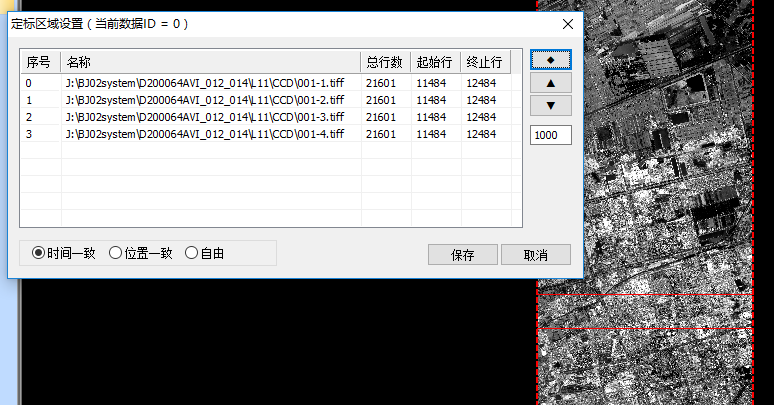 定标区域设置（当前数据ID = 0）
序号 名称 总行数 起始行 终止行
0 J:\BJ02system\D200064AVI_012_014\L11\CCD\001-1.tiff 21601 11484 12484
1 J:\BJ02system\D200064AVI_012_014\L11\CCD\001-2.tiff 21601 11484 12484
2 J:\BJ02system\D200064AVI_012_014\L11\CCD\001-3.tiff 21601 11484 12484
3 J:\BJ02system\D200064AVI_012_014\L11\CCD\001-4.tiff 21601 11484 12484
1000
时间一致 位置一致 自由 保存 取消